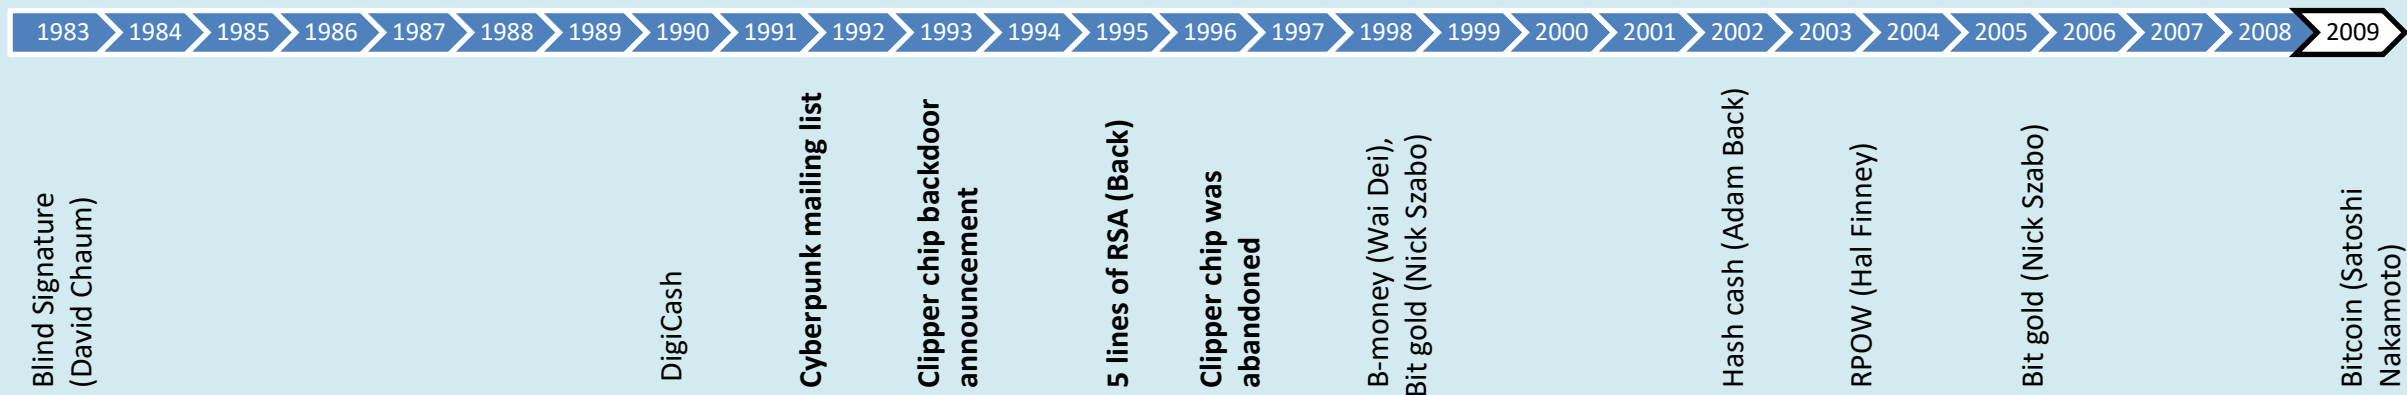 1983 1984 1985 1986 1987 1988 1989 1990 1991 1992 1993 1994 1995 1996 1997 1998 1999 2000 2001 2002 2003 2004 2005 2006 2007 2008 2009
Blind Signature
(David Chaum)
DigiCash
Cyberpunk mailing list
Clipper chip backdoor
announcement
5 lines of RSA (Back)
Clipper chip was
abandoned
B-money (Wai Dei),
Bit gold (Nick Szabo)
Hash cash (Adam Back)
RPOW (Hal Finney)
Bit gold (Nick Szabo)
Bitcoin (Satoshi
Nakamoto)